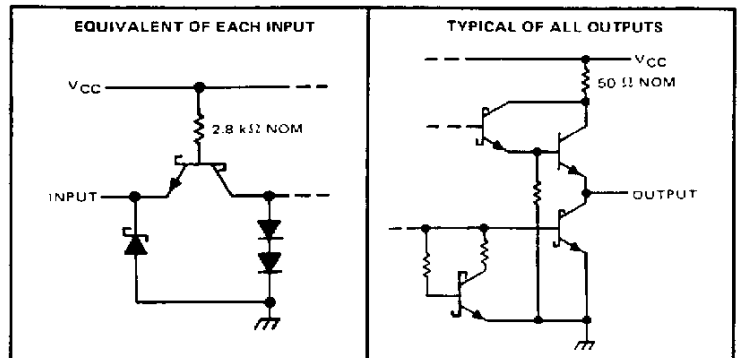 EQUIVALENT OF EACH INPUT
VCC
2.8 kΩ NOM
INPUT
TYPICAL OF ALL OUTPUTS
VCC
50 Ω NOM
OUTPUT